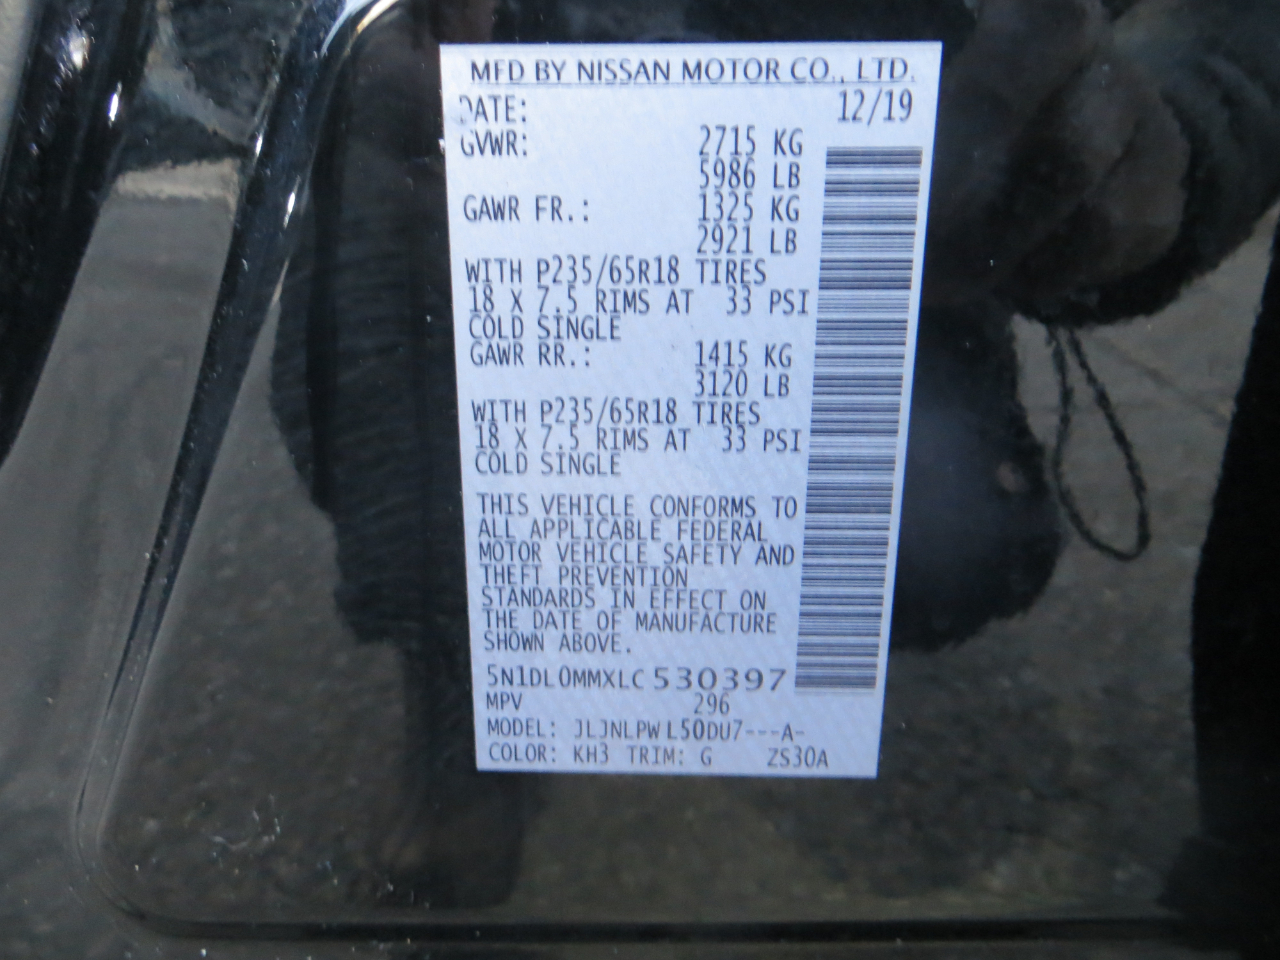 MFD BY NISSAN MOTOR CO., LTD.
DATE: 12/19
GVWR: 2715 KG
5986 LB
GAWR FR.: 1325 KG
2921 LB
WITH P235/65R18 TIRES
18 X 7.5 RIMS AT 33 PSI
COLD SINGLE
GAWR RR.: 1415 KG
3120 LB
WITH P235/65R18 TIRES
18 X 7.5 RIMS AT 33 PSI
COLD SINGLE
THIS VEHICLE CONFORMS TO
ALL APPLICABLE FEDERAL
MOTOR VEHICLE SAFETY AND
THEFT PREVENTION
STANDARDS IN EFFECT ON
THE DATE OF MANUFACTURE
SHOWN ABOVE.
5N1DL0MMXLC530397
MPV 296
MODEL: JLJNLPW L50DU7---A-
COLOR: KH3 TRIM: G ZS30A